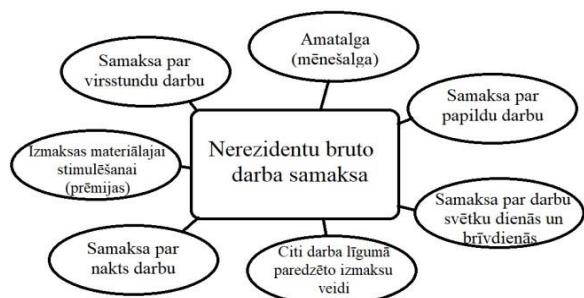 Amatalga
(mēnešalga)
Samaksa par
virsstundu darbu
Samaksa par
papildu darbu
Nerezidentu bruto
darba samaksa
Izmaksas materiālajai
stimulēšanai
(prēmijas)
Samaksa par darbu
svētku dienās un
brīvdienās
Samaksa par
nakts darbu
Citi darba līgumā
paredzēto izmaksu
veidi